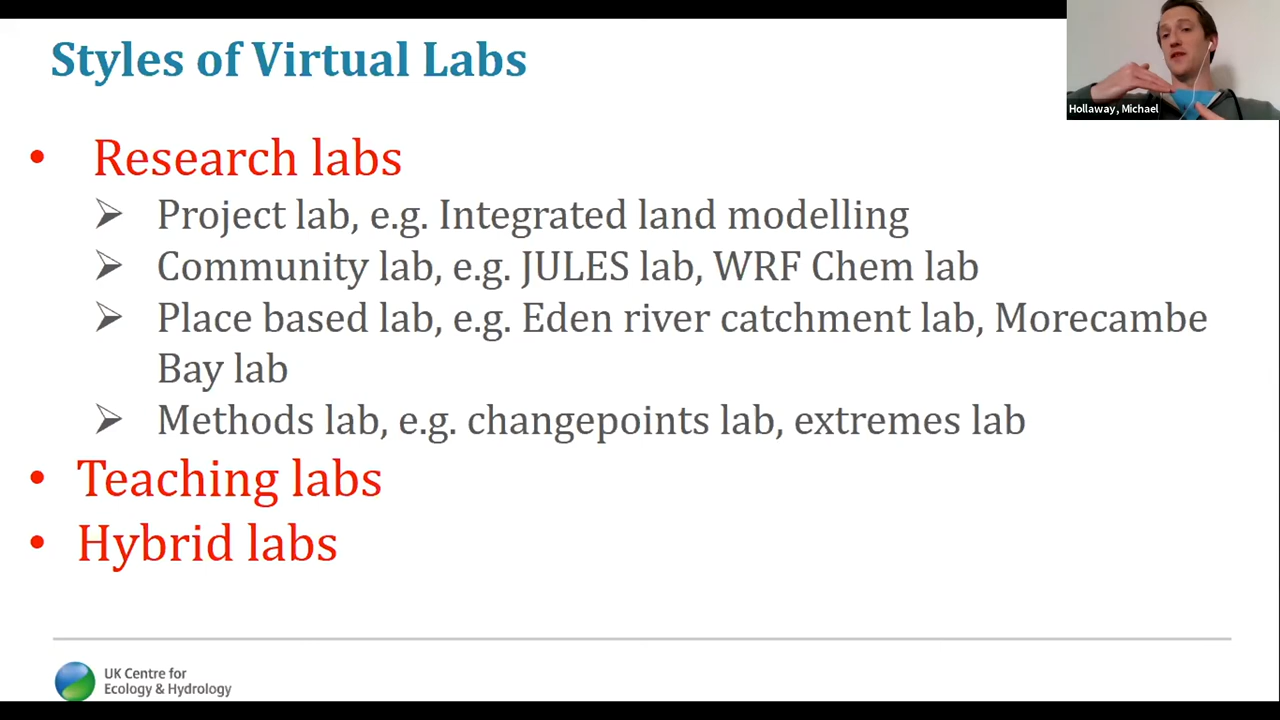 Styles of Virtual Labs
Hollaway, Michael
• Research labs
➢ Project lab, e.g. Integrated land modelling
➢ Community lab, e.g. JULES lab, WRF Chem lab
➢ Place based lab, e.g. Eden river catchment lab, Morecambe
Bay lab
➢ Methods lab, e.g. changepoints lab, extremes lab
• Teaching labs
• Hybrid labs
UK Centre for
Ecology & Hydrology